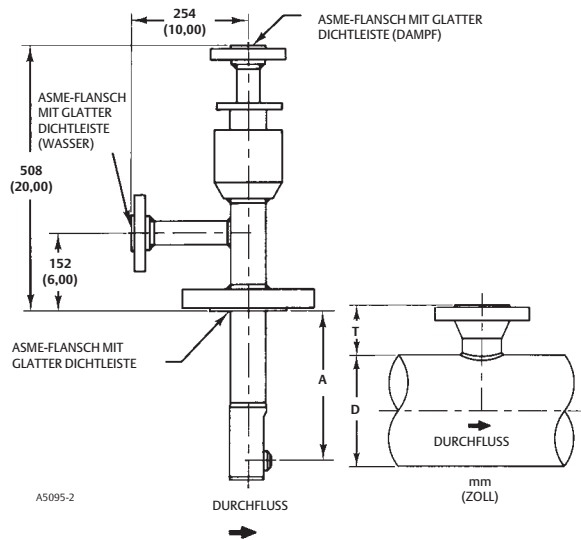 254
(10,00)
ASME-FLANSCH MIT GLATTER
DICHTLEISTE (DAMPF)
ASME-FLANSCH
MIT GLATTER
DICHTLEISTE
(WASSER)
508
(20,00)
152
(6,00)
ASME-FLANSCH MIT
GLATTER DICHTLEISTE
A
T
D
DURCHFLUSS
mm
(ZOLL)
A5095-2
DURCHFLUSS